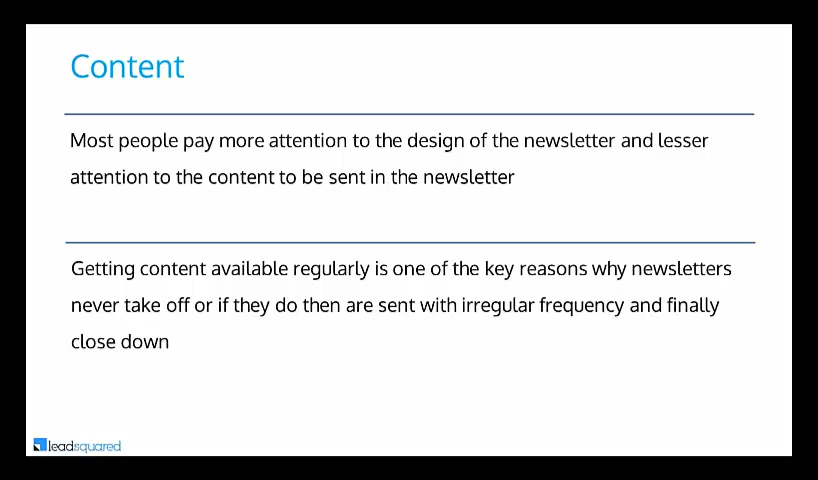 Content
Most people pay more attention to the design of the newsletter and lesser
attention to the content to be sent in the newsletter
Getting content available regularly is one of the key reasons why newsletters
never take off or if they do then are sent with irregular frequency and finally
close down
leadsquared